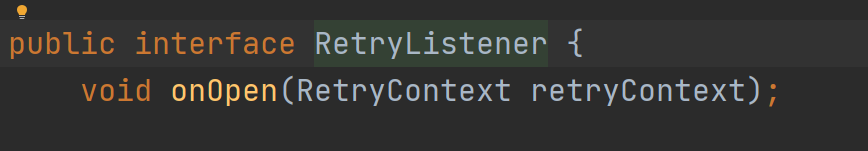 public interface RetryListener {
void onOpen(RetryContext retryContext);